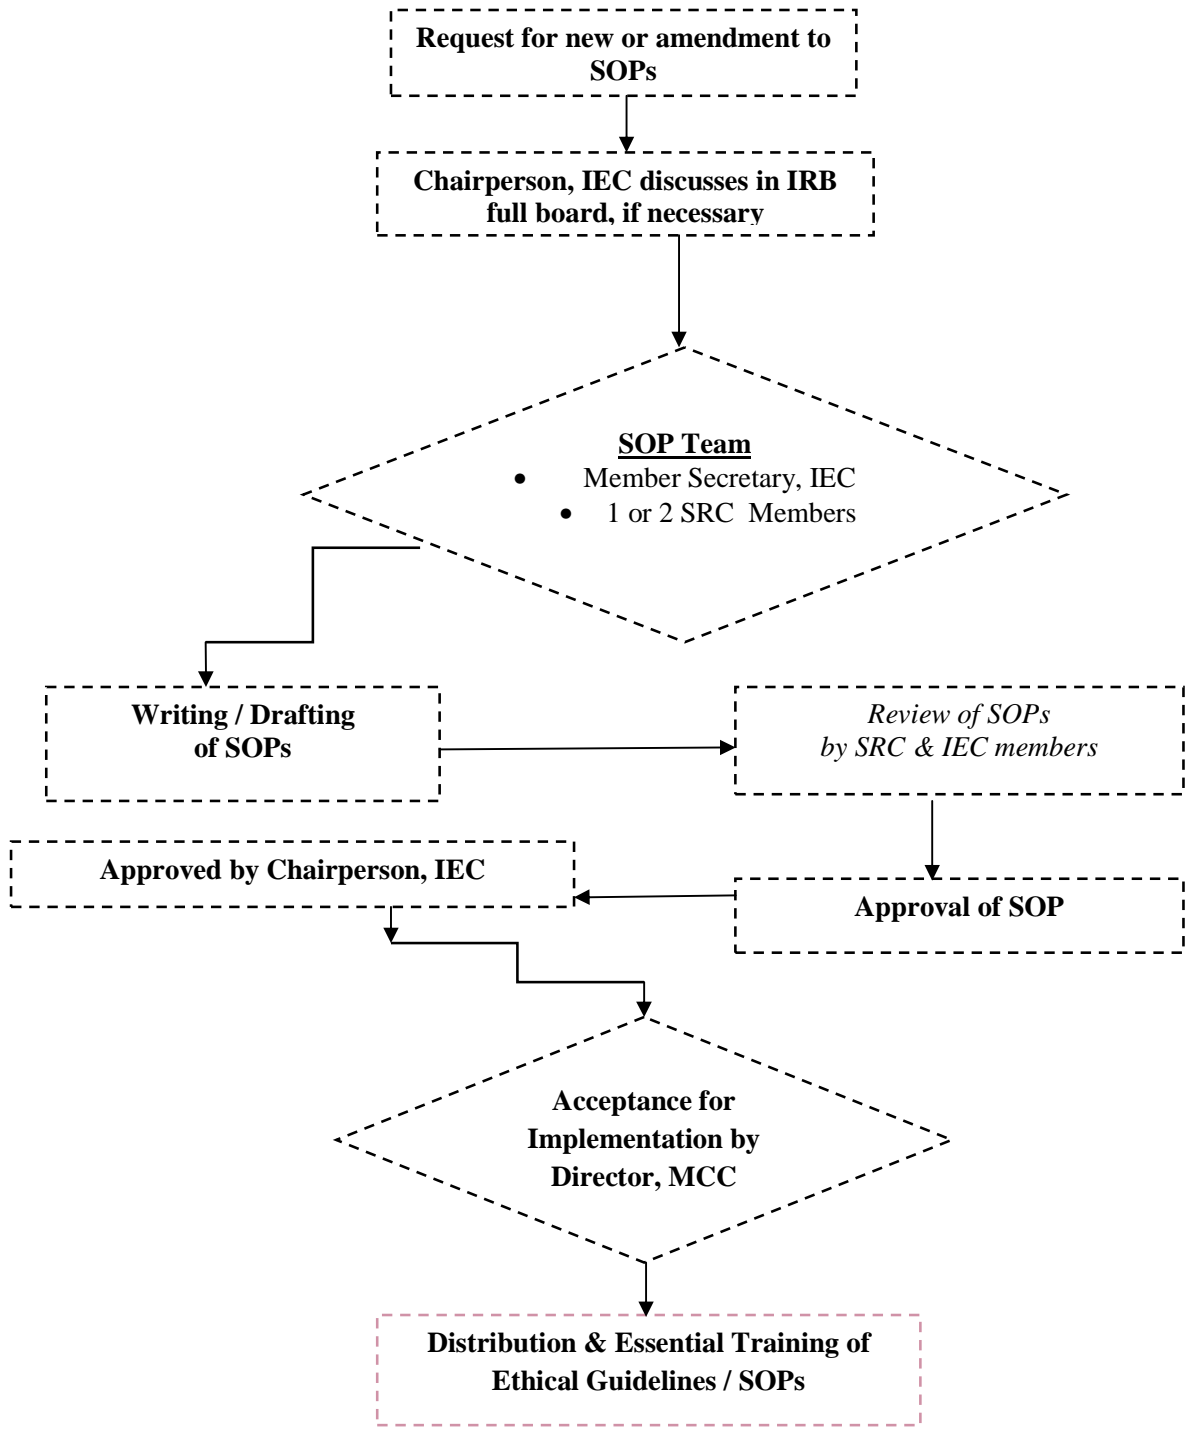 Request for new or amendment to
SOPs
Chairperson, IEC discusses in IRB
full board, if necessary
SOP Team
• Member Secretary, IEC
• 1 or 2 SRC Members
Writing / Drafting
of SOPs
Review of SOPs
by SRC & IEC members
Approved by Chairperson, IEC
Approval of SOP
Acceptance for
Implementation by
Director, MCC
Distribution & Essential Training of
Ethical Guidelines / SOPs